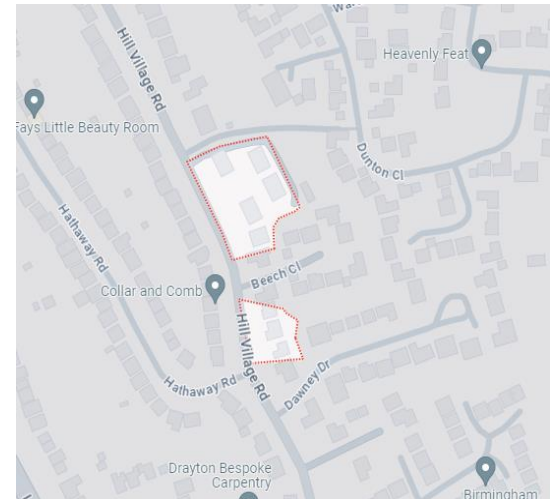 Hill Village Rd
Heavenly Feat
Fays Little Beauty Room
Dunton Cl
Hathaway Rd
Beech Cl
Collar and Comb
Hill Village Rd
Hathaway Rd
Dawney Dr
Drayton Bespoke
Carpentry
Birmingham